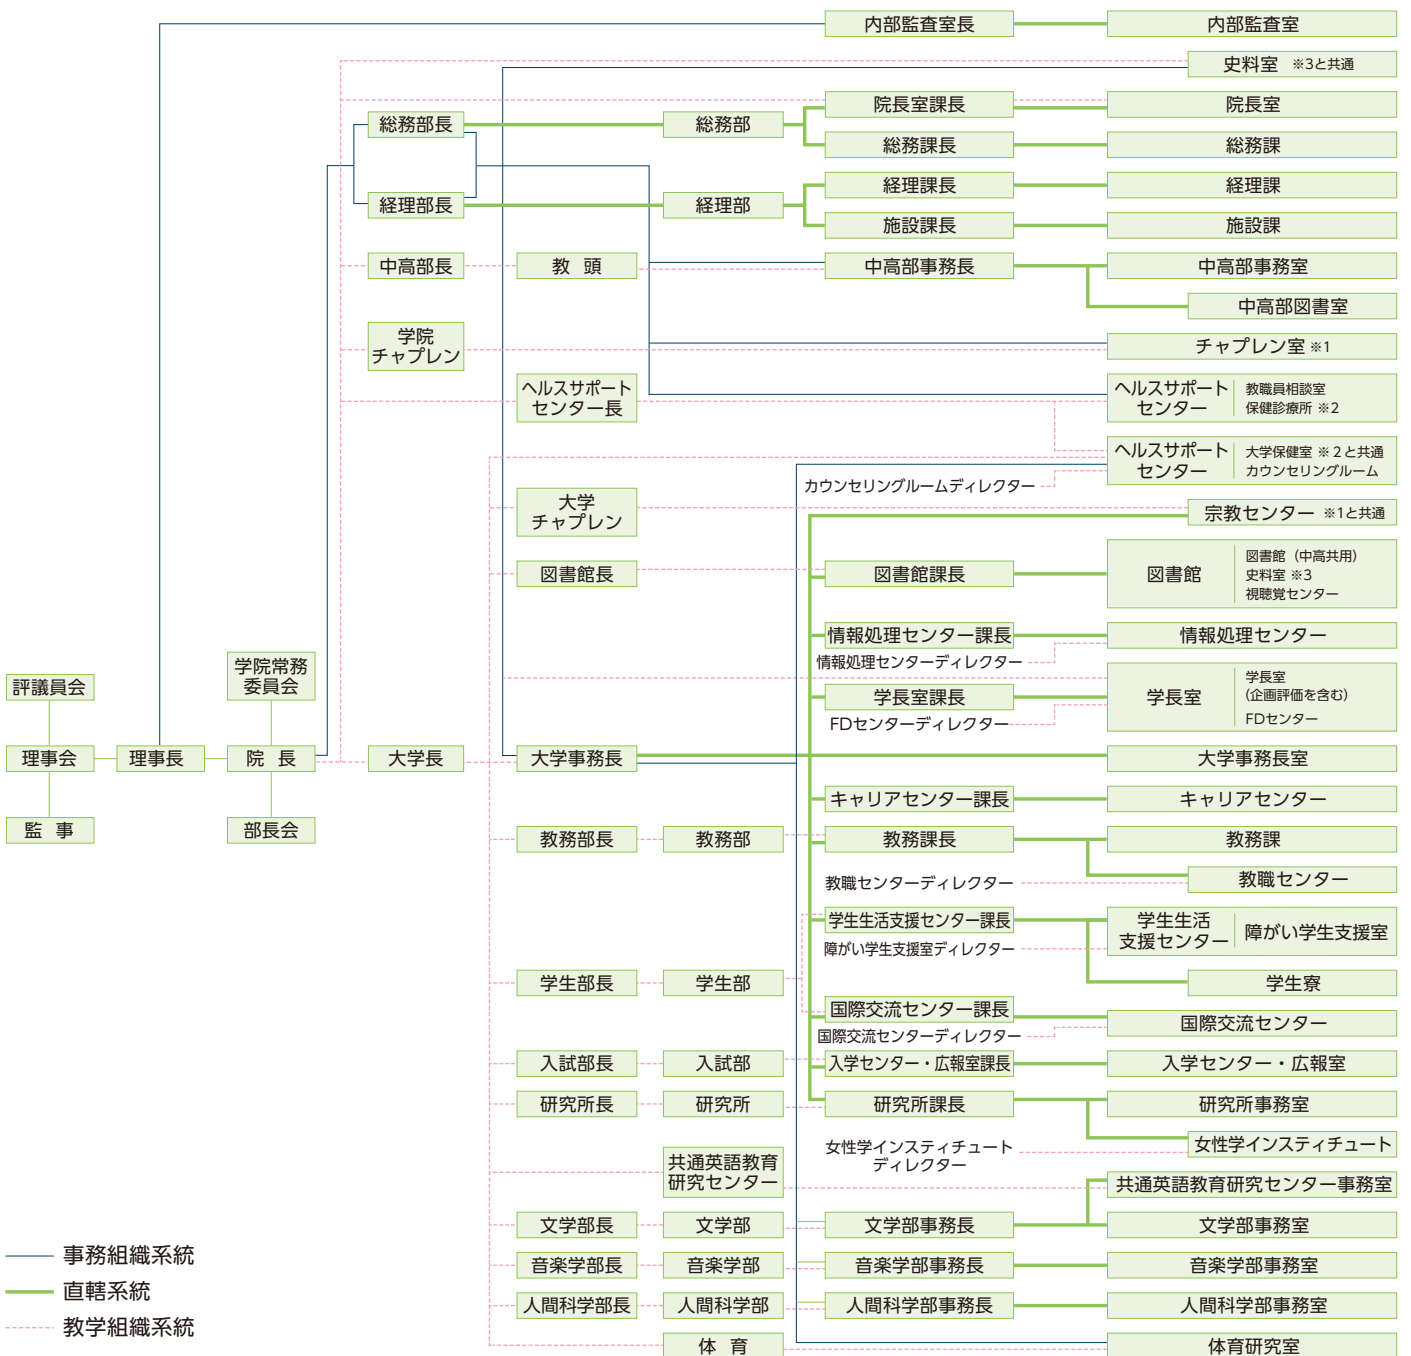 内部監査室長
内部監査室
史料室 ※3と共通
院長室課長
院長室
総務部長
総務部
総務課長
総務課
経理課長
経理課
経理部長
経理部
施設課長
施設課
中高部長
教 頭
中高部事務長
中高部事務室
中高部図書室
学院
チャプレン
チャプレン室 ※1
ヘルスサポート
センター長
ヘルスサポート
センター
教職員相談室
保健診療所 ※2
ヘルスサポート
センター
大学保健室 ※2と共通
カウンセリングルーム
カウンセリングルームディレクター
大学
チャプレン
宗教センター ※1と共通
図書館長
図書館課長
図書館
図書館（中高共用）
史料室 ※3
視聴覚センター
情報処理センター課長
情報処理センター
情報処理センターディレクター
学長室課長
学長室
学長室
(企画評価を含む)
FDセンター
FDセンターディレクター
評議員会
学院常務
委員会
理事会
理事長
院 長
大学長
大学事務長
大学事務長室
監 事
部長会
キャリアセンター課長
キャリアセンター
教務部長
教務部
教務課長
教務課
教職センターディレクター
教職センター
学生生活支援センター課長
学生生活
支援センター
障がい学生支援室
障がい学生支援室ディレクター
学生部長
学生部
学生寮
国際交流センター課長
国際交流センター
国際交流センターディレクター
入試部長
入試部
入学センター・広報室課長
入学センター・広報室
研究所長
研究所
研究所課長
研究所事務室
女性学インスティチュート
ディレクター
女性学インスティチュート
共通英語教育
研究センター
共通英語教育研究センター事務室
文学部長
文学部
文学部事務長
文学部事務室
音楽学部長
音楽学部
音楽学部事務長
音楽学部事務室
人間科学部長
人間科学部
人間科学部事務長
人間科学部事務室
体 育
体育研究室
事務組織系統
直轄系統
教学組織系統